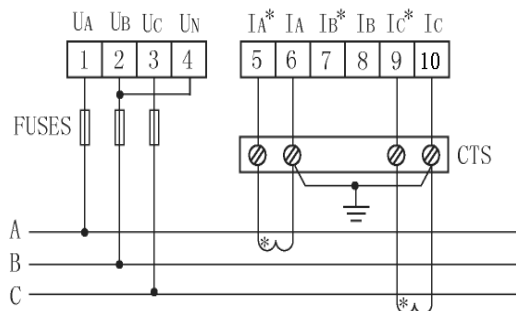 UA UB UC UN IA* IA IB* IB IC* IC
1 2 3 4 5 6 7 8 9 10
FUSES
CTS
A
*
B
C
*